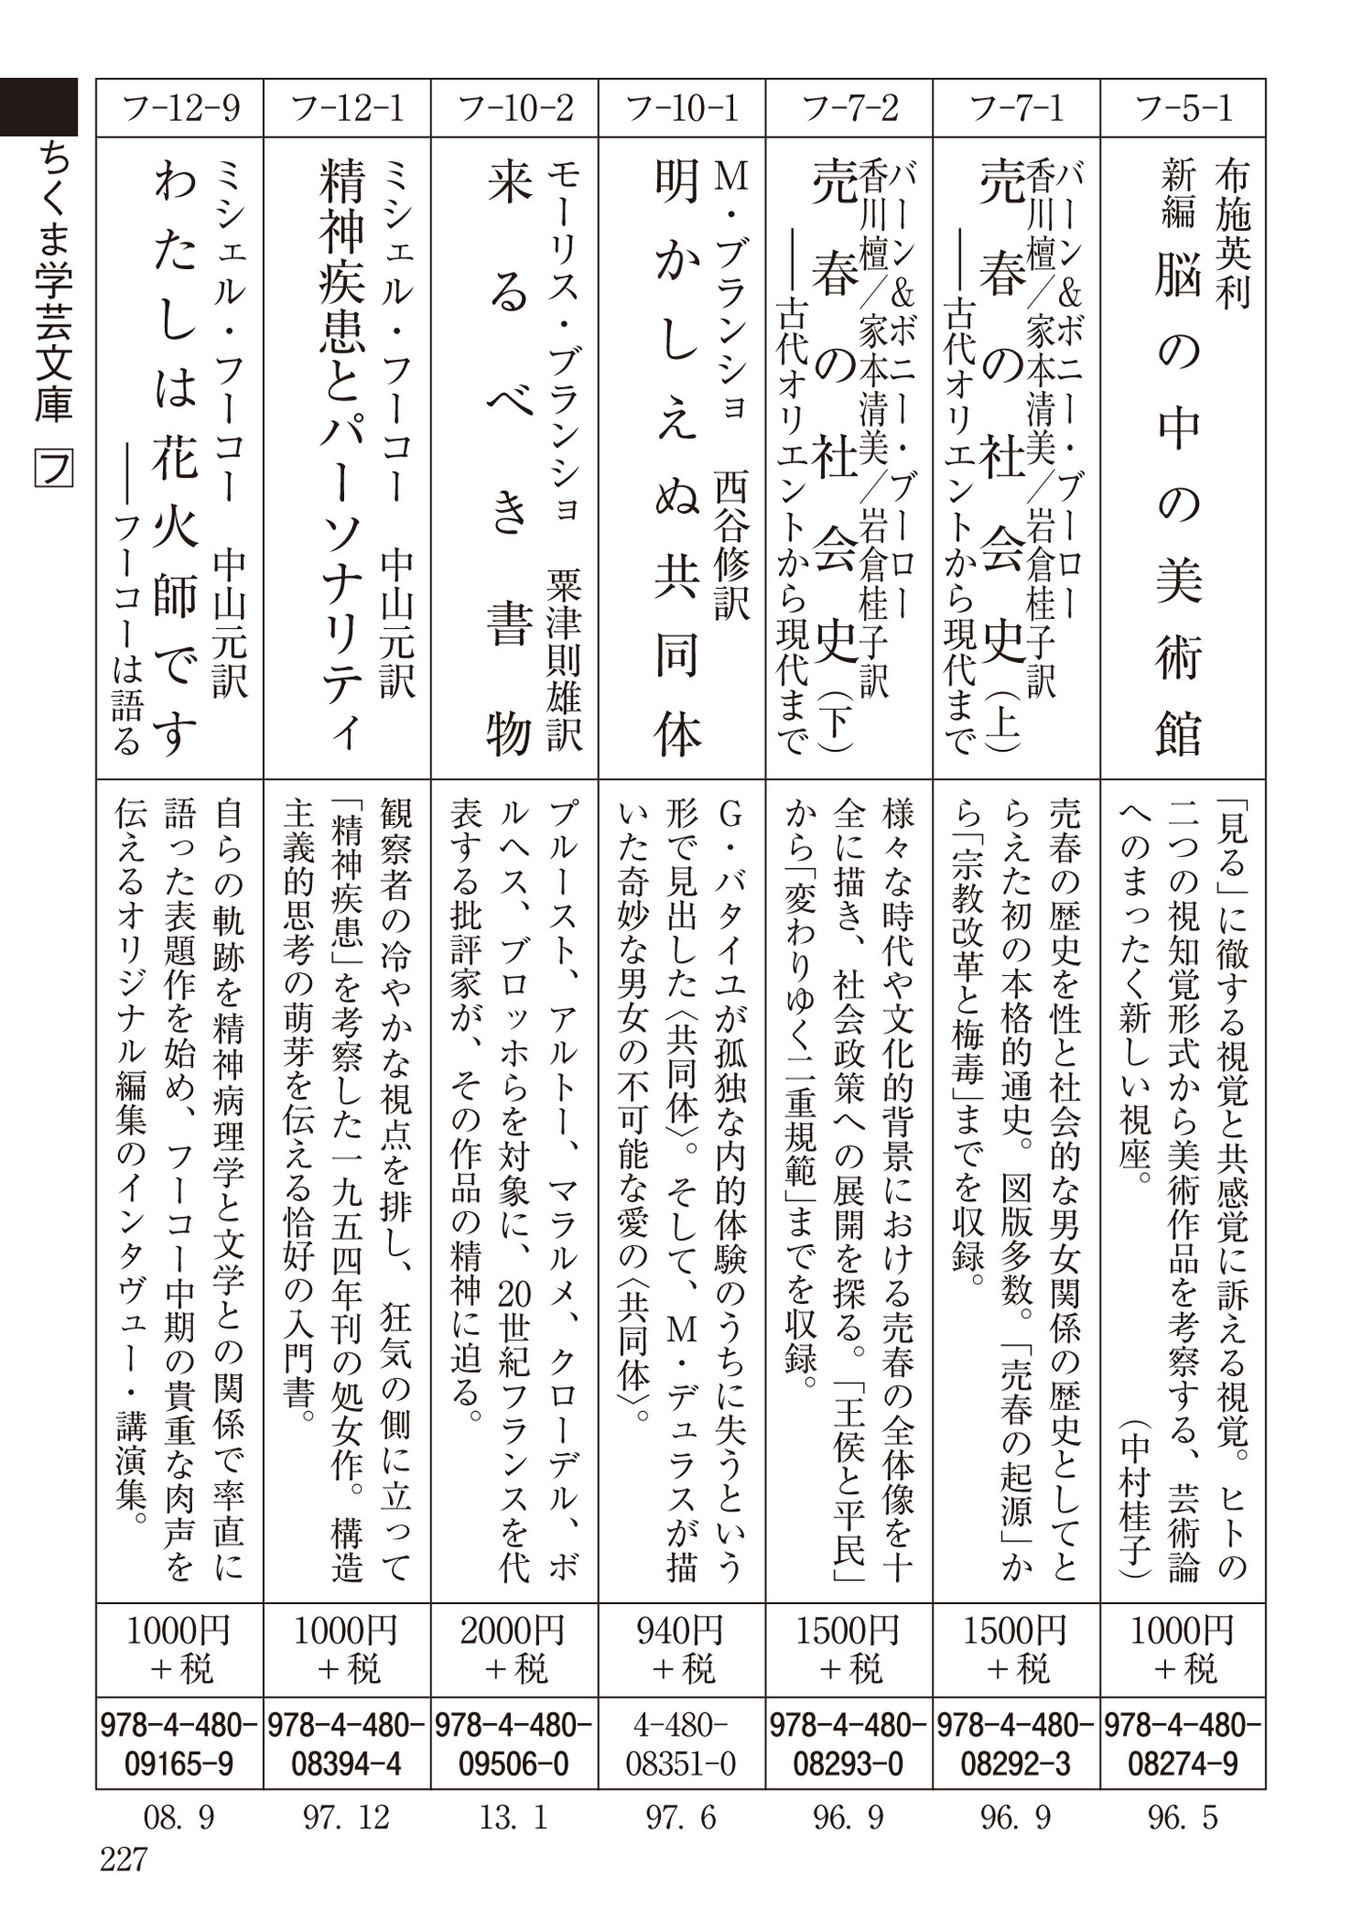 フ-5-1
布施英利
新編 脳の中の美術館
「見る」に徹する視覚と共感覚に訴える視覚。ヒトの
二つの視知覚形式から美術作品を考察する、芸術論
へのまったく新しい視座。 （中村桂子）
1000円
＋税
978-4-480-
08274-9
96. 5
フ-7-1
バーン＆ボニー・ブーロー
香川檀／家本清美／岩倉桂子訳
売春の社会史（上）
――古代オリエントから現代まで
売春の歴史を性と社会的な男女関係の歴史としてと
らえた初の本格的通史。図版多数。「売春の起源」か
ら「宗教改革と梅毒」までを収録。
1500円
＋税
978-4-480-
08292-3
96. 9
フ-7-2
バーン＆ボニー・ブーロー
香川檀／家本清美／岩倉桂子訳
売春の社会史（下）
――古代オリエントから現代まで
様々な時代や文化的背景における売春の全体像を十
全に描き、社会政策への展開を探る。「王侯と平民」
から「変わりゆく二重規範」までを収録。
1500円
＋税
978-4-480-
08293-0
96. 9
フ-10-1
M・ブランショ 西谷修訳
明かしえぬ共同体
G・バタイユが孤独な内的体験のうちに失うという
形で見出した〈共同体〉。そして、M・デュラスが描
いた奇妙な男女の不可能な愛の〈共同体〉。
940円
＋税
4-480-
08351-0
97. 6
フ-10-2
モーリス・ブランショ 粟津則雄訳
来るべき書物
プルースト、アルトー、マラルメ、クローデル、ボ
ルヘス、ブロッホらを対象に、20世紀フランスを代
表する批評家が、その作品の精神に迫る。
2000円
＋税
978-4-480-
09506-0
13. 1
フ-12-1
ミシェル・フーコー 中山元訳
精神疾患とパーソナリティ
観察者の冷やかな視点を排し、狂気の側に立って
「精神疾患」を考察した一九五四年刊の処女作。構造
主義的思考の萌芽を伝える恰好の入門書。
1000円
＋税
978-4-480-
08394-4
97. 12
フ-12-9
ミシェル・フーコー 中山元訳
わたしは花火師です
――フーコーは語る
自らの軌跡を精神病理学と文学との関係で率直に
語った表題作を始め、フーコー中期の貴重な肉声を
伝えるオリジナル編集のインタヴュー・講演集。
1000円
＋税
978-4-480-
09165-9
08. 9
ちくま学芸文庫 フ
227